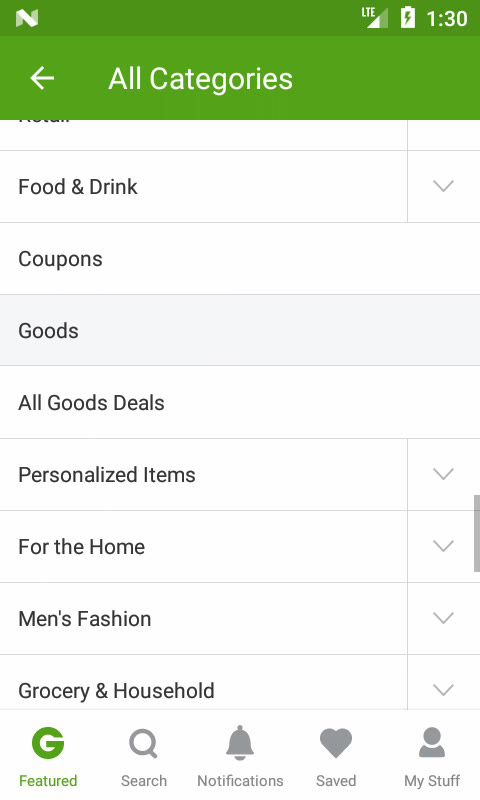 LTE
1:30
All Categories
Retail
Food & Drink
Coupons
Goods
All Goods Deals
Personalized Items
For the Home
Men's Fashion
Grocery & Household
Featured
Search
Notifications
Saved
My Stuff